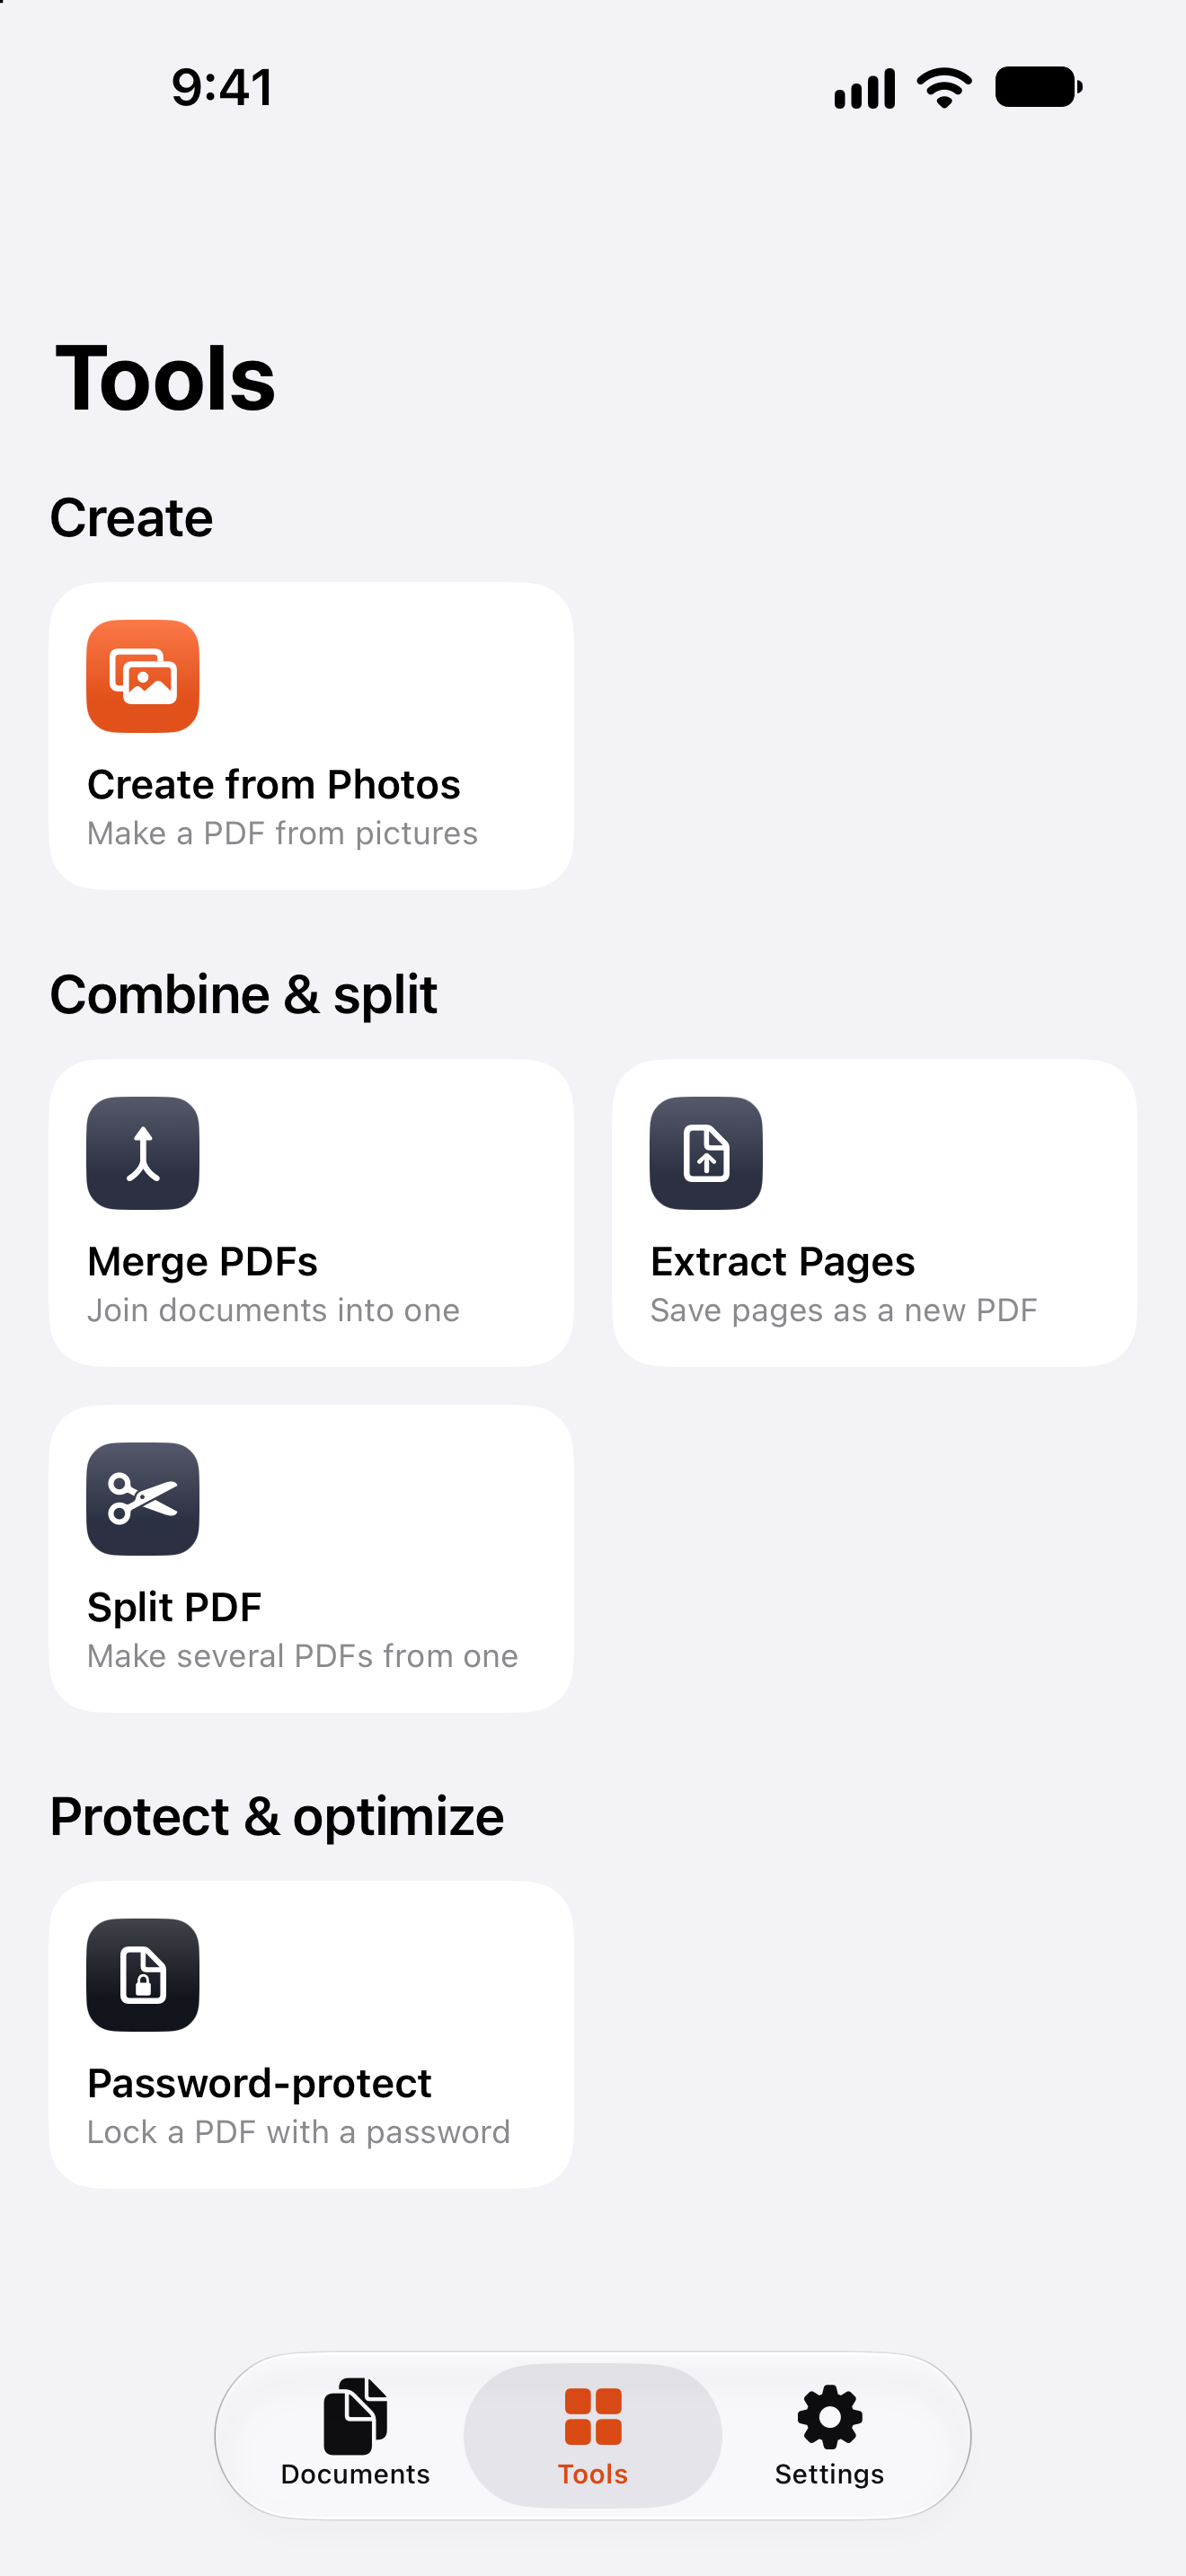 9:41
Tools
Create
Create from Photos
Make a PDF from pictures
Combine & split
Merge PDFs
Join documents into one
Extract Pages
Save pages as a new PDF
Split PDF
Make several PDFs from one
Protect & optimize
Password-protect
Lock a PDF with a password
Documents
Tools
Settings